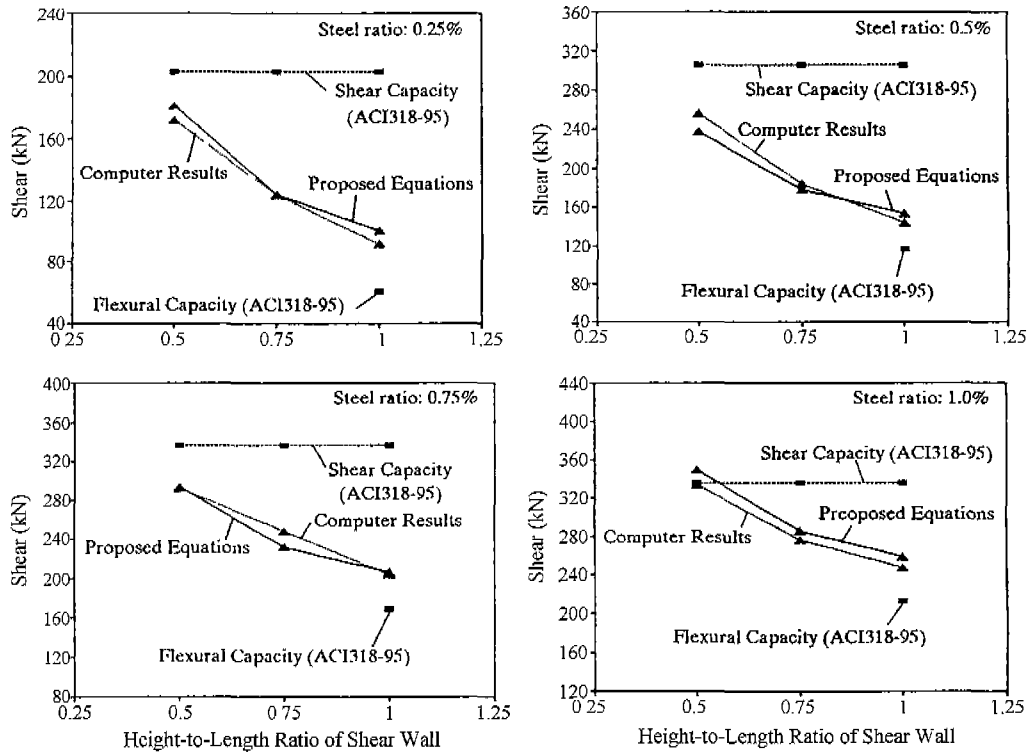 240
200
160
120
80
40
Shear (kN)
Steel ratio: 0.25%
Shear Capacity
(ACI318-95)
Computer Results
Proposed Equations
Flexural Capacity (ACI318-95)
0.25
0.5
0.75
1
1.25
360
320
280
240
200
160
120
80
40
Shear (kN)
Steel ratio: 0.5%
Shear Capacity (ACI318-95)
Computer Results
Proposed Equations
Flexural Capacity (ACI318-95)
0.25
0.5
0.75
1
1.25
400
360
320
280
240
200
160
120
80
Shear (kN)
Steel ratio: 0.75%
Shear Capacity
(ACI318-95)
Computer Results
Proposed Equations
Flexural Capacity (ACI318-95)
0.25
0.5
0.75
1
1.25
Height-to-Length Ratio of Shear Wall
440
400
360
320
280
240
200
160
120
Shear (kN)
Steel ratio: 1.0%
Shear Capacity (ACI318-95)
Preoposed Equations
Computer Results
Flexural Capacity (ACI318-95)
0.25
0.5
0.75
1
1.25
Height-to-Length Ratio of Shear Wall